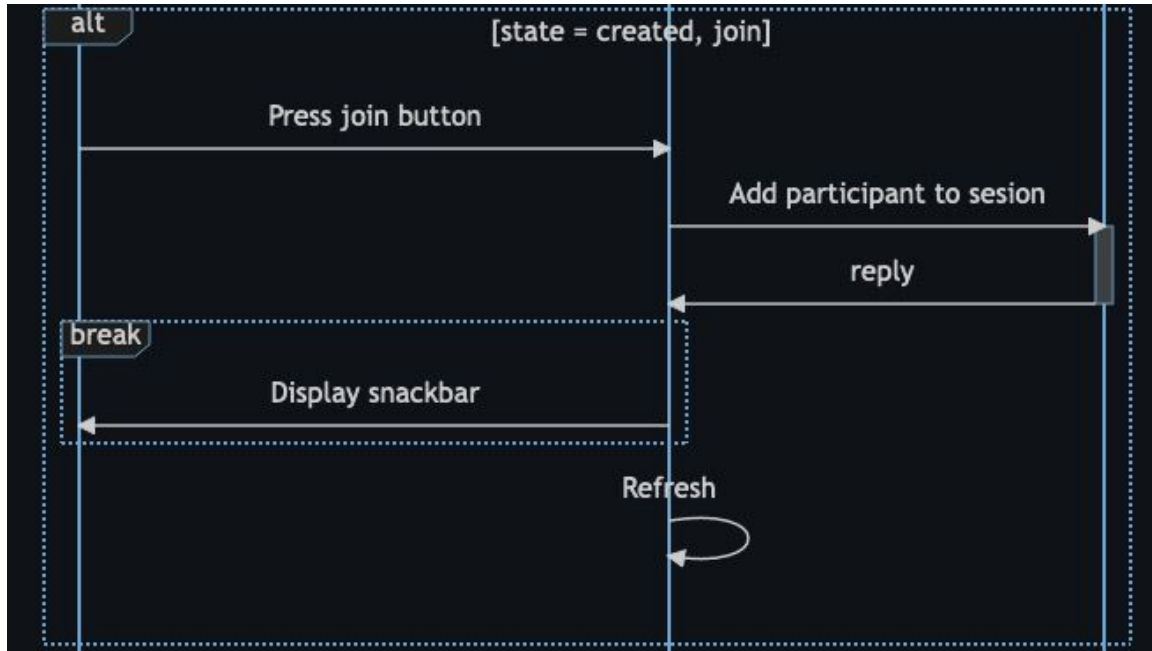 alt
[state = created, join]
Press join button
Add participant to sesion
reply
break
Display snackbar
Refresh